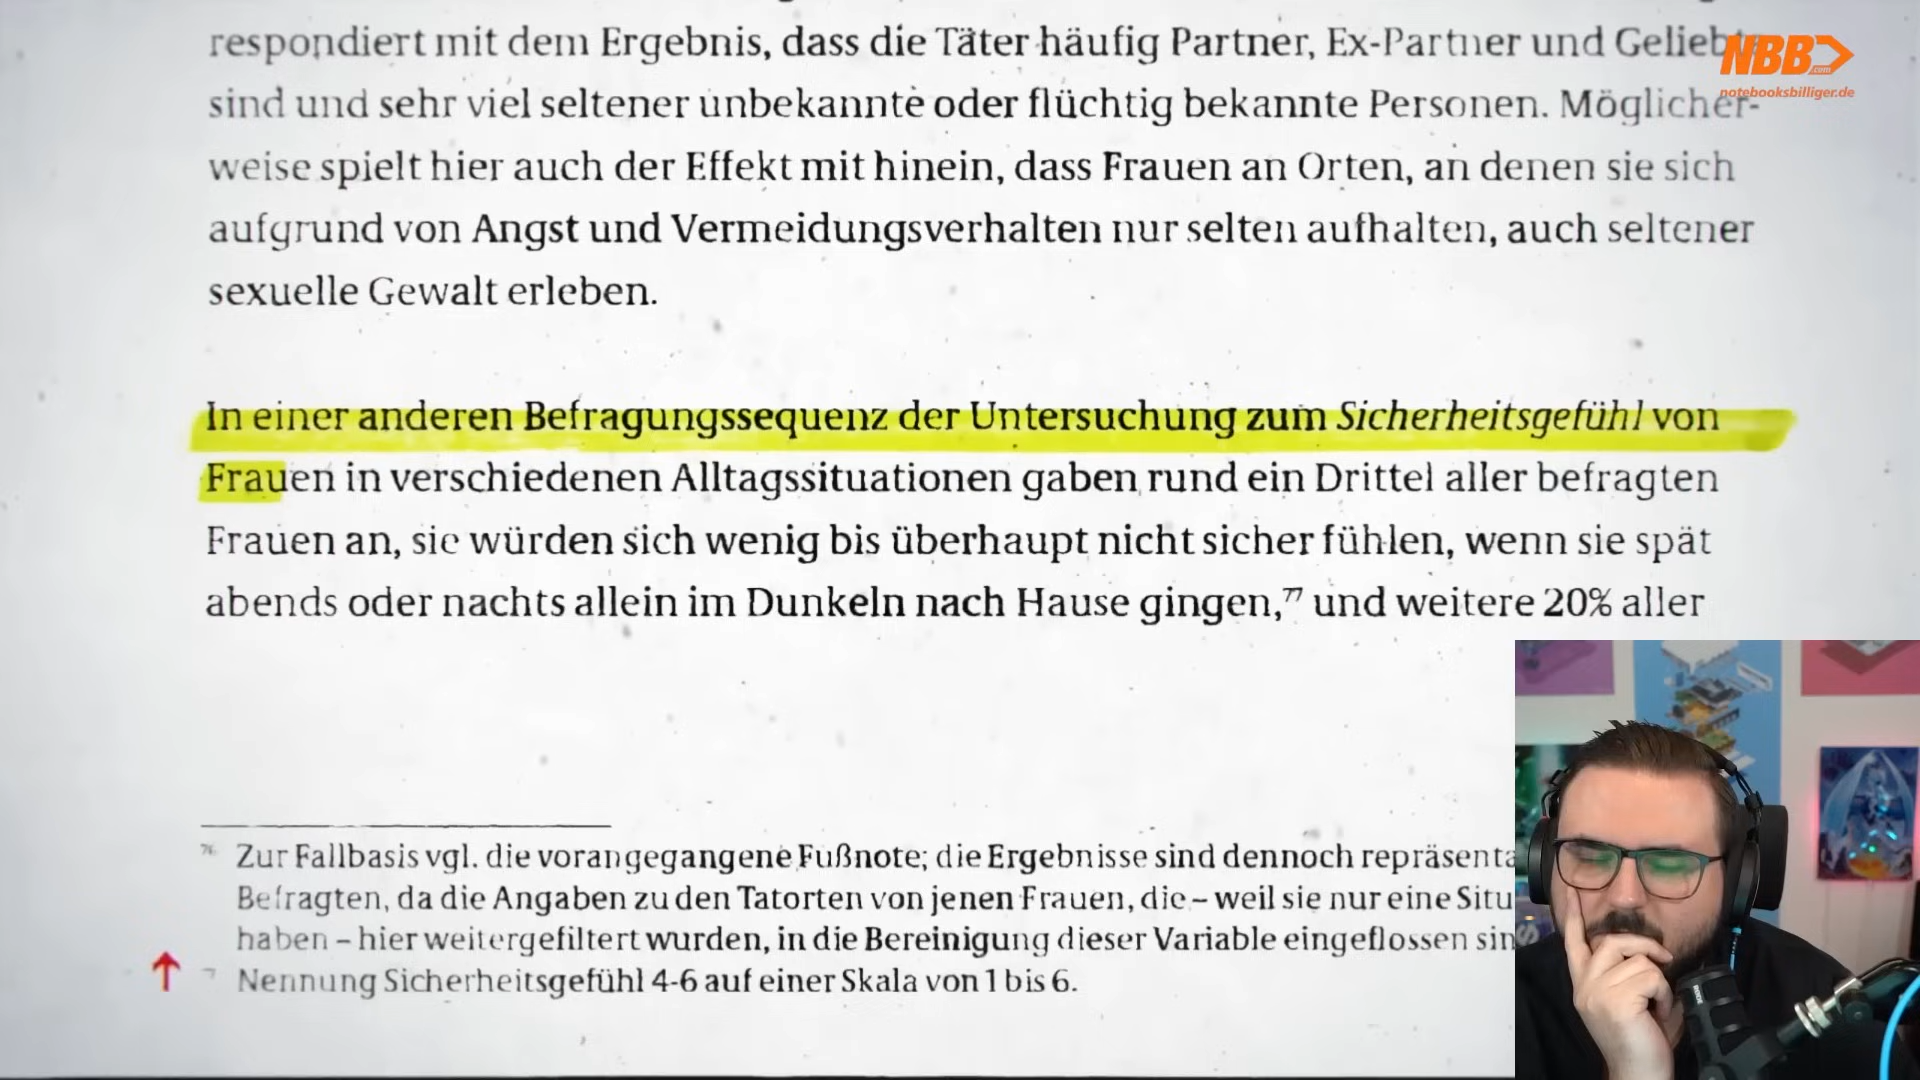 respondiert mit dem Ergebnis, dass die Täter häufig Partner, Ex-Partner und Geliebte
NBB.com
notebooksbilliger.de
sind und sehr viel seltener unbekannte oder flüchtig bekannte Personen. Möglicher-
weise spielt hier auch der Effekt mit hinein, dass Frauen an Orten, an denen sie sich
aufgrund von Angst und Vermeidungsverhalten nur selten aufhalten, auch seltener
sexuelle Gewalt erleben.
In einer anderen Befragungssequenz der Untersuchung zum Sicherheitsgefühl von
Frauen in verschiedenen Alltagssituationen gaben rund ein Drittel aller befragten
Frauen an, sie würden sich wenig bis überhaupt nicht sicher fühlen, wenn sie spät
abends oder nachts allein im Dunkeln nach Hause gingen,⁷⁷ und weitere 20% aller
⁷⁶ Zur Fallbasis vgl. die vorangegangene Fußnote; die Ergebnisse sind dennoch repräsenta
Befragten, da die Angaben zu den Tatorten von jenen Frauen, die – weil sie nur eine Situ
haben – hier weitergefiltert wurden, in die Bereinigung dieser Variable eingeflossen sin
Nennung Sicherheitsgefühl 4-6 auf einer Skala von 1 bis 6.